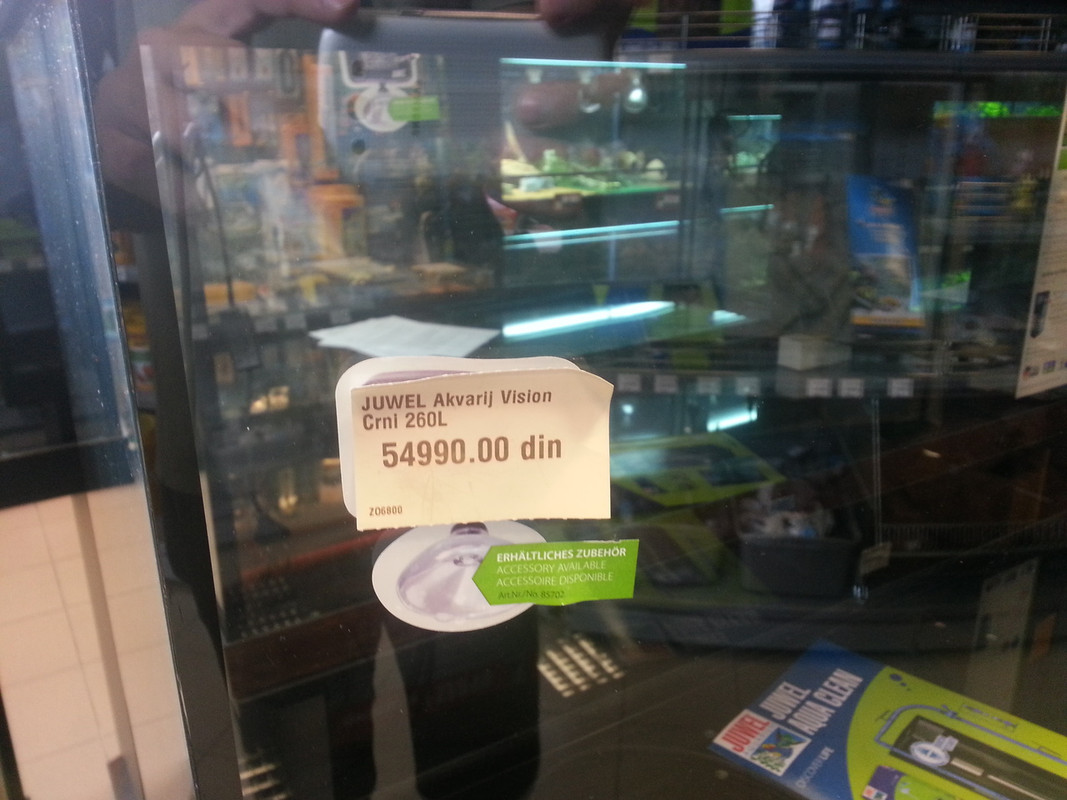 JUWEL Akvarij Vision
Crni 260L
54990.00 din
ZO6800
ERHÄLTLICHES ZUBEHÖR
ACCESSORY AVAILABLE
ACCESSOIRE DISPONIBLE
Art.Nr./No. 85702
JUWEL
JUWEL
AQUA CLEAN